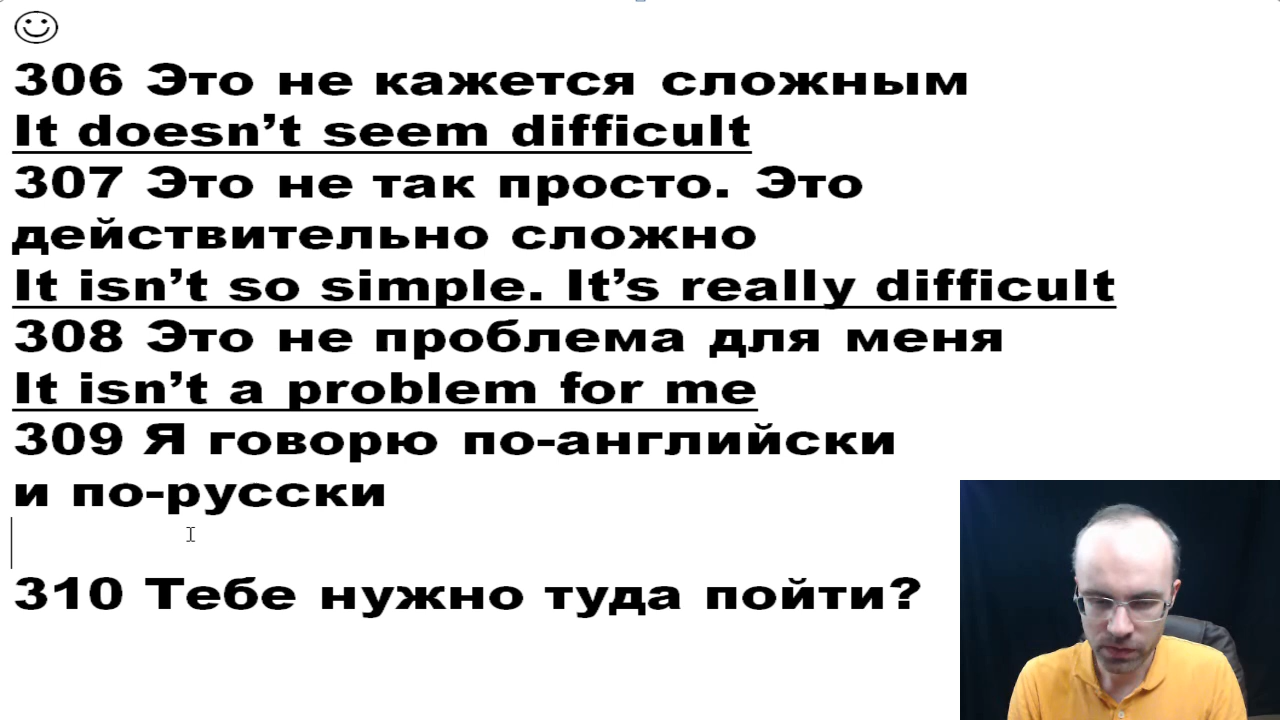 306 Это не кажется сложным
It doesn’t seem difficult
307 Это не так просто. Это
действительно сложно
It isn’t so simple. It’s really difficult
308 Это не проблема для меня
It isn’t a problem for me
309 Я говорю по-английски
и по-русски
310 Тебе нужно туда пойти?